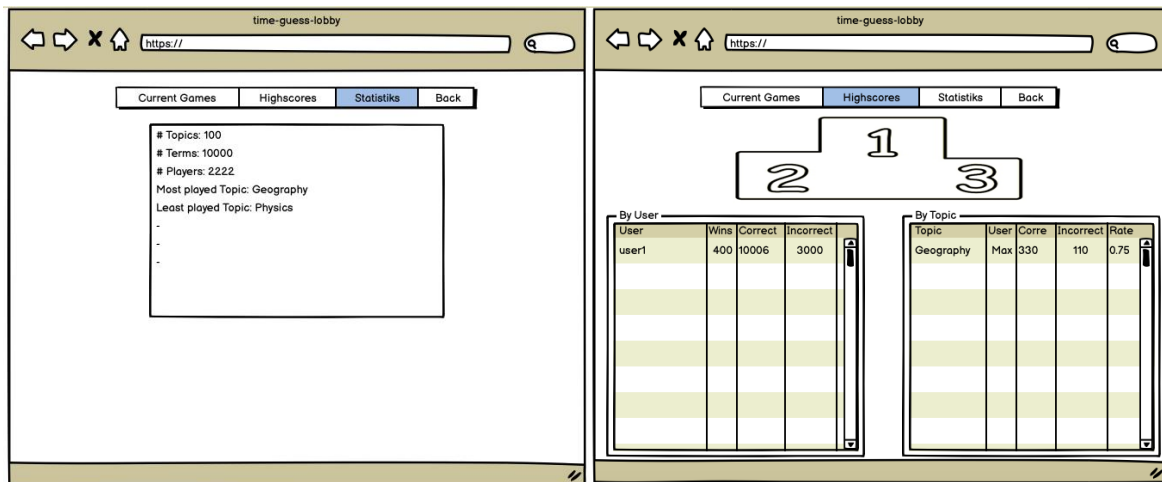 time-guess-lobby
https://
Current Games Highscores Statistiks Back
# Topics: 100
# Terms: 10000
# Players: 2222
Most played Topic: Geography
Least played Topic: Physics
-
-
-
time-guess-lobby
https://
Current Games Highscores Statistiks Back
1
2 3
By User
User Wins Correct Incorrect
user1 400 10006 3000
By Topic
Topic User Corre Incorrect Rate
Geography Max 330 110 0.75